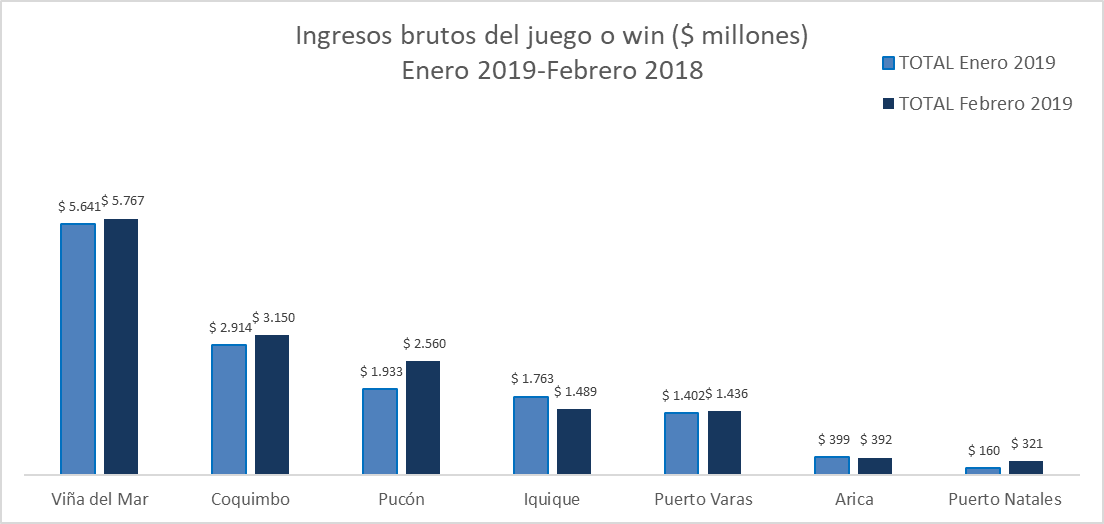 Ingresos brutos del juego o win ($ millones)
Enero 2019-Febrero 2018
TOTAL Enero 2019
TOTAL Febrero 2019
$ 5.641
$ 5.767
$ 2.914
$ 3.150
$ 1.933
$ 2.560
$ 1.763
$ 1.489
$ 1.402
$ 1.436
$ 399
$ 392
$ 160
$ 321
Viña del Mar
Coquimbo
Pucón
Iquique
Puerto Varas
Arica
Puerto Natales